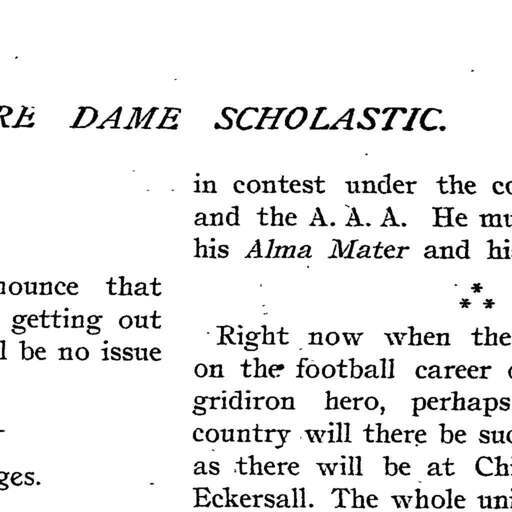 RE DAME SCHOLASTIC.
nounce that
getting out
l be no issue
ges.
in contest under the co
and the A. A. A. He mu
his Alma Mater and his
*
* *
Right now when the
on the football career o
gridiron hero, perhaps
country will there be suc
as there will be at Chi
Eckersall. The whole uni